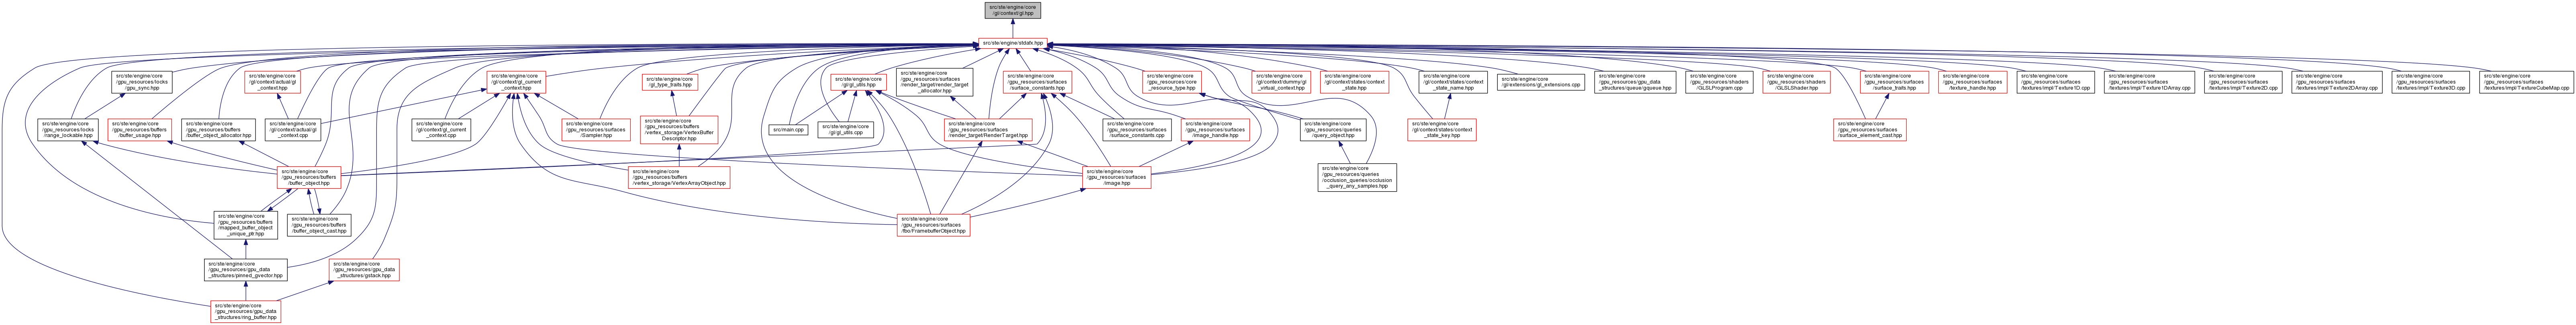 src/ste/engine/core
/gl/context/gl.hpp
src/ste/engine/stdafx.hpp
src/ste/engine/core
/gpu_resources/locks
/gpu_sync.hpp
src/ste/engine/core
/gl/context/actual/gl
_context.hpp
src/ste/engine/core
/gl/context/gl_current
_context.hpp
src/ste/engine/core
/gl_type_traits.hpp
src/ste/engine/core
/gl/gl_utils.hpp
src/ste/engine/core
/gpu_resources/surfaces
/render_target/render_target
_allocator.hpp
src/ste/engine/core
/gpu_resources/surfaces
/surface_constants.hpp
src/ste/engine/core
/gpu_resources/core
_resource_type.hpp
src/ste/engine/core
/gl/context/dummy/gl
_virtual_context.hpp
src/ste/engine/core
/gl/context/states/context
_state.hpp
src/ste/engine/core
/gl/context/states/context
_state_name.hpp
src/ste/engine/core
/gl/extensions/gl_extensions.cpp
src/ste/engine/core
/gpu_resources/gpu_data
_structures/queue/gqueue.hpp
src/ste/engine/core
/gpu_resources/shaders
/GLSLProgram.cpp
src/ste/engine/core
/gpu_resources/shaders
/GLSLShader.hpp
src/ste/engine/core
/gpu_resources/surfaces
/surface_traits.hpp
src/ste/engine/core
/gpu_resources/surfaces
/texture_handle.hpp
src/ste/engine/core
/gpu_resources/surfaces
/textures/impl/Texture1D.cpp
src/ste/engine/core
/gpu_resources/surfaces
/textures/impl/Texture1DArray.cpp
src/ste/engine/core
/gpu_resources/surfaces
/textures/impl/Texture2D.cpp
src/ste/engine/core
/gpu_resources/surfaces
/textures/impl/Texture2DArray.cpp
src/ste/engine/core
/gpu_resources/surfaces
/textures/impl/Texture3D.cpp
src/ste/engine/core
/gpu_resources/surfaces
/textures/impl/TextureCubeMap.cpp
src/ste/engine/core
/gpu_resources/locks
/range_lockable.hpp
src/ste/engine/core
/gpu_resources/buffers
/buffer_usage.hpp
src/ste/engine/core
/gpu_resources/buffers
/buffer_object_allocator.hpp
src/ste/engine/core
/gl/context/actual/gl
_context.cpp
src/ste/engine/core
/gl/context/gl_current
_context.cpp
src/ste/engine/core
/gpu_resources/surfaces
/Sampler.hpp
src/ste/engine/core
/gpu_resources/buffers
/vertex_storage/VertexBuffer
Descriptor.hpp
src/main.cpp
src/ste/engine/core
/gl/gl_utils.cpp
src/ste/engine/core
/gpu_resources/surfaces
/render_target/RenderTarget.hpp
src/ste/engine/core
/gpu_resources/surfaces
/surface_constants.cpp
src/ste/engine/core
/gpu_resources/surfaces
/image_handle.hpp
src/ste/engine/core
/gpu_resources/queries
/query_object.hpp
src/ste/engine/core
/gl/context/states/context
_state_key.hpp
src/ste/engine/core
/gpu_resources/surfaces
/surface_element_cast.hpp
src/ste/engine/core
/gpu_resources/buffers
/buffer_object.hpp
src/ste/engine/core
/gpu_resources/buffers
/vertex_storage/VertexArrayObject.hpp
src/ste/engine/core
/gpu_resources/surfaces
/image.hpp
src/ste/engine/core
/gpu_resources/queries
/occlusion_queries/occlusion
_query_any_samples.hpp
src/ste/engine/core
/gpu_resources/buffers
/mapped_buffer_object
_unique_ptr.hpp
src/ste/engine/core
/gpu_resources/buffers
/buffer_object_cast.hpp
src/ste/engine/core
/gpu_resources/surfaces
/fbo/FramebufferObject.hpp
src/ste/engine/core
/gpu_resources/gpu_data
_structures/pinned_gvector.hpp
src/ste/engine/core
/gpu_resources/gpu_data
_structures/gstack.hpp
src/ste/engine/core
/gpu_resources/gpu_data
_structures/ring_buffer.hpp